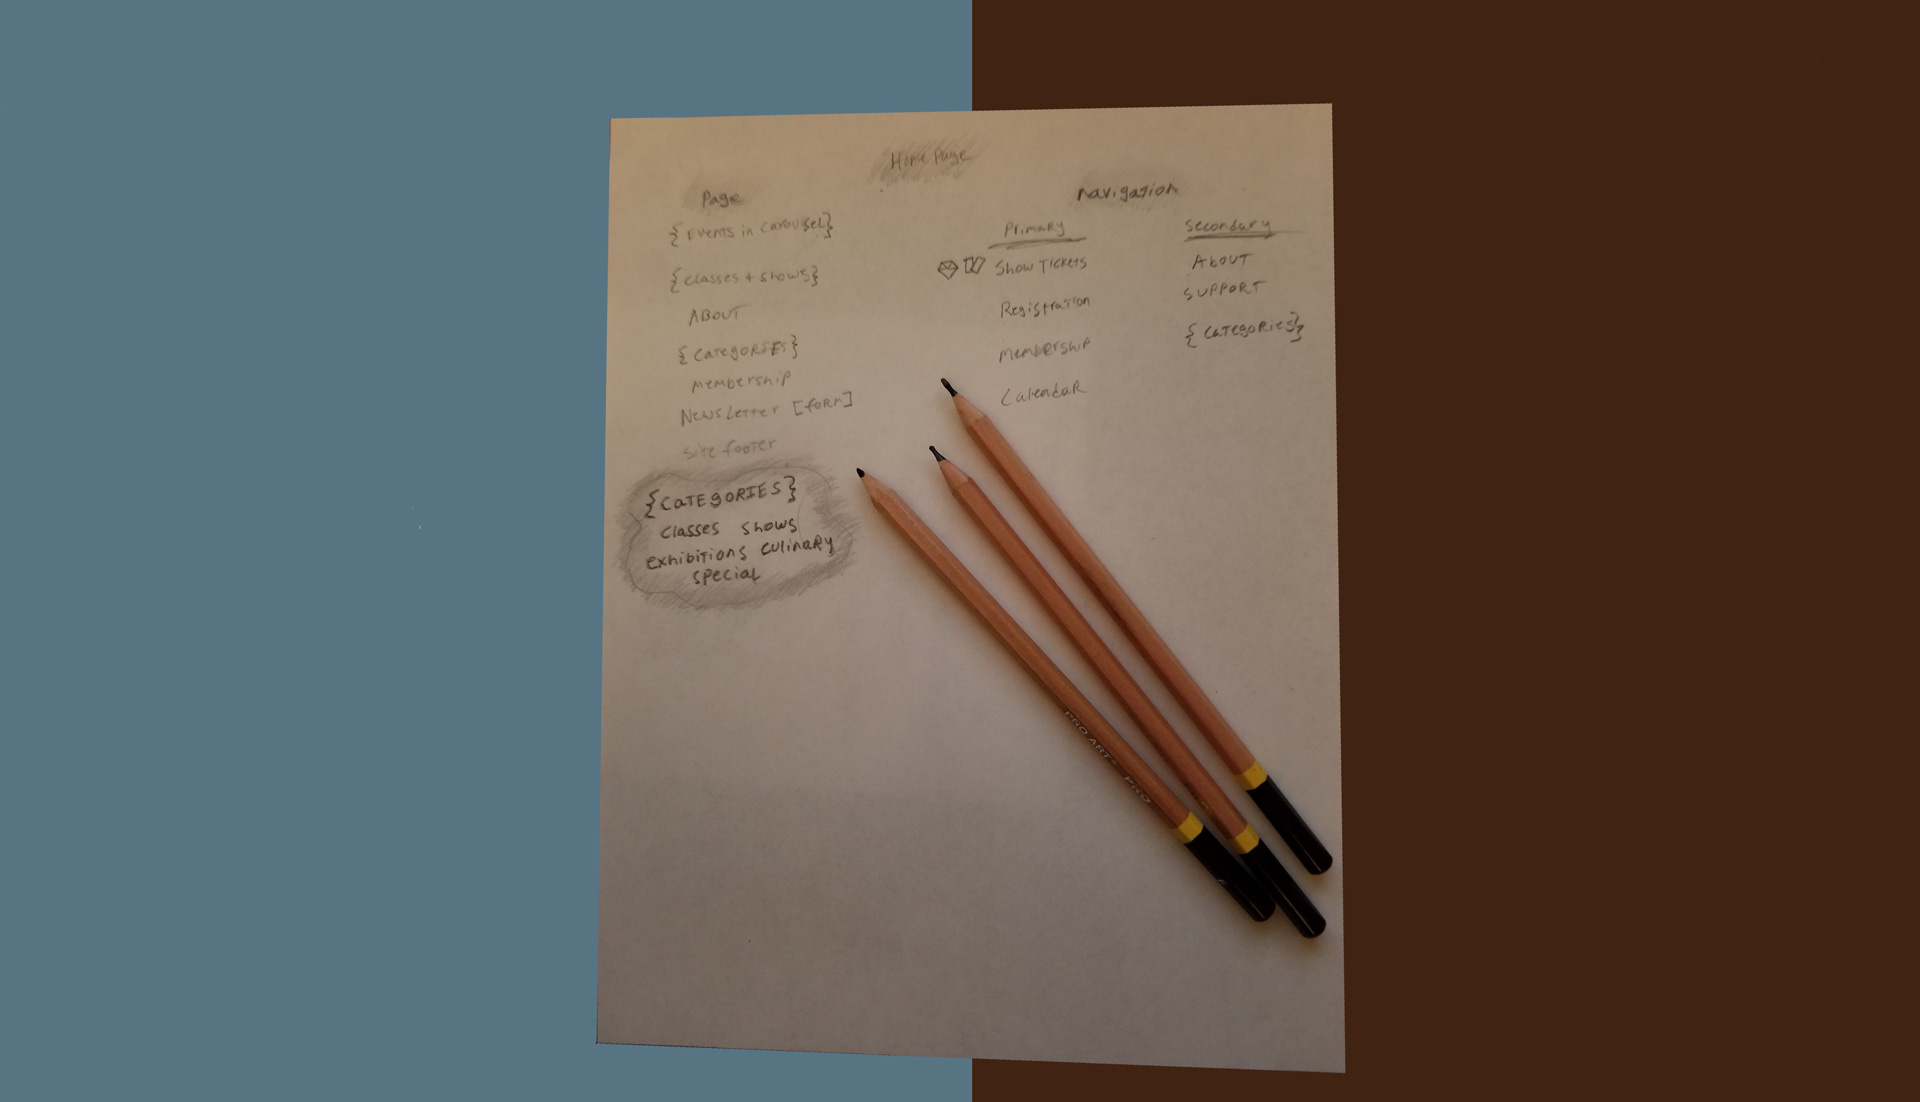 Home Page
Page
{Events in Carousel}
{classes + shows}
ABOUT
{CategORIES}
Membership
NewsLetter [foRM]
Site footer
{CaTEgORIES}
classes shows
exhibitions culinaRy
special
navigation
Primary
Show Tickets
Registration
Membership
CalendaR
Secondary
About
SUPPORT
{CategoRies}
PRO ART PRO